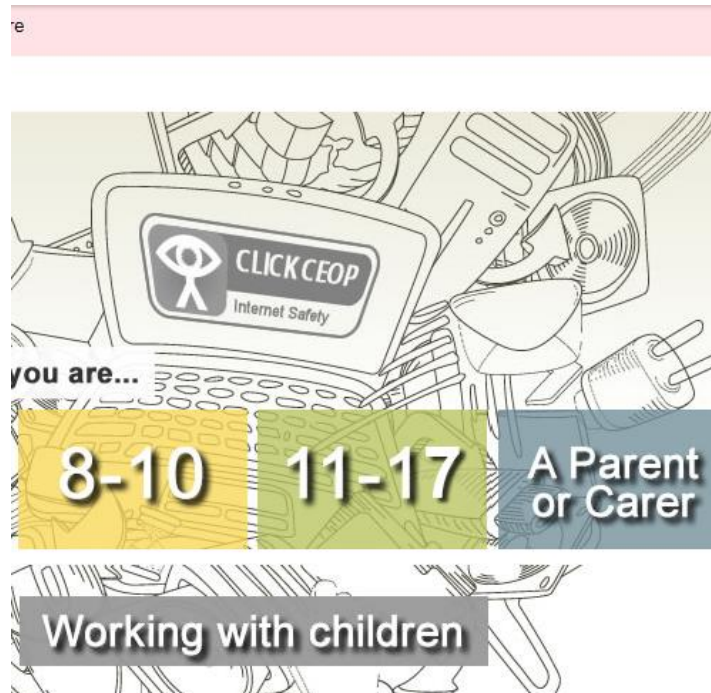 re
CLICK CEOP
Internet Safety
you are...
8-10
11-17
A Parent
or Carer
Working with children